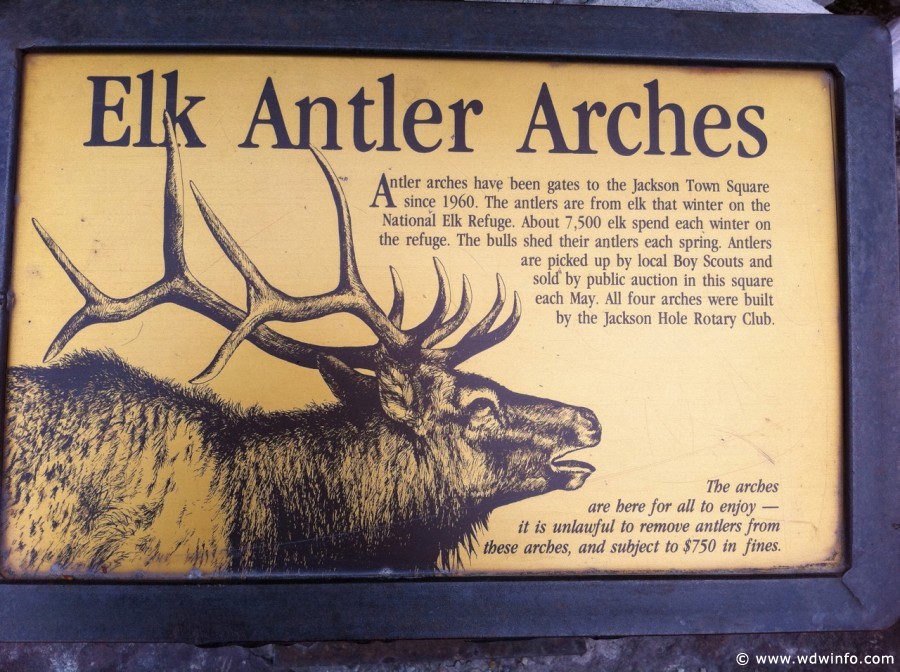 Elk Antler Arches
Antler arches have been gates to the Jackson Town Square
since 1960. The antlers are from elk that winter on the
National Elk Refuge. About 7,500 elk spend each winter on
the refuge. The bulls shed their antlers each spring. Antlers
are picked up by local Boy Scouts and
sold by public auction in this square
each May. All four arches were built
by the Jackson Hole Rotary Club.
The arches
are here for all to enjoy —
it is unlawful to remove antlers from
these arches, and subject to $750 in fines.
© www.wdwinfo.com